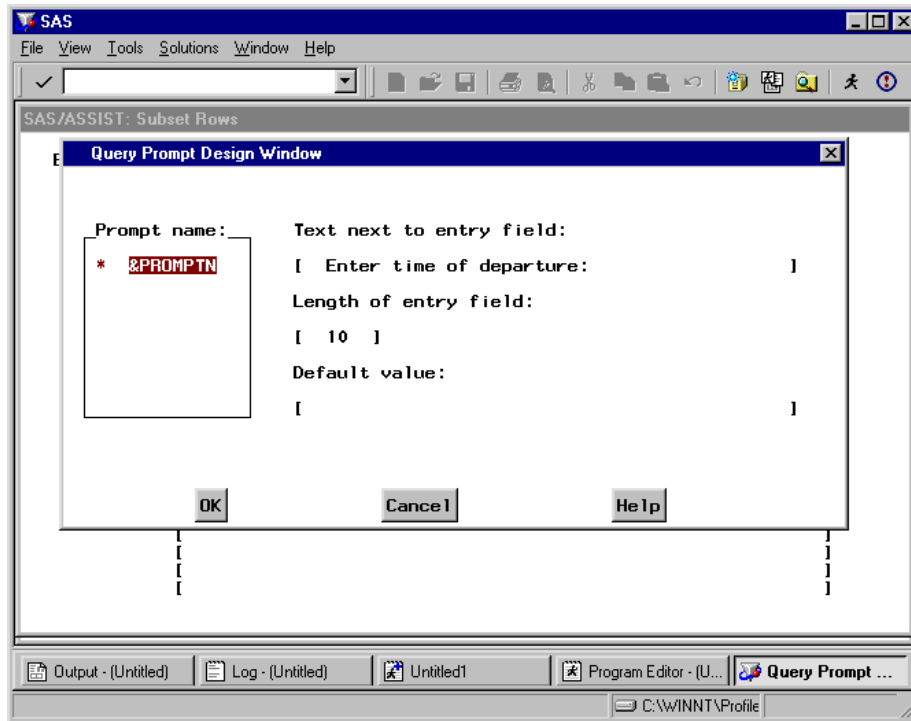 SAS
File View Tools Solutions Window Help
SAS/ASSIST: Subset Rows
E
Query Prompt Design Window
Prompt name:
* &PROMPTN
Text next to entry field:
[ Enter time of departure: ]
Length of entry field:
[ 10 ]
Default value:
[ ]
OK Cancel Help
[ ]
[ ]
[ ]
[ ]
Output - (Untitled) Log - (Untitled) Untitled1 Program Editor - (U... Query Prompt ...
C:\WINNT\Profile